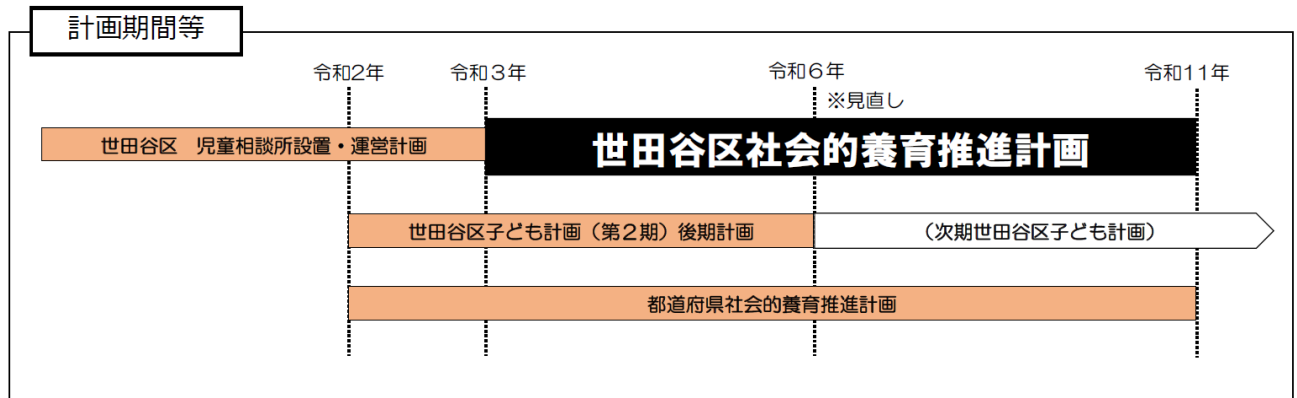 計画期間等
令和2年
令和3年
令和6年
令和11年
※見直し
世田谷区 児童相談所設置・運営計画
世田谷区社会的養育推進計画
世田谷区子ども計画（第2期）後期計画
（次期世田谷区子ども計画）
都道府県社会的養育推進計画